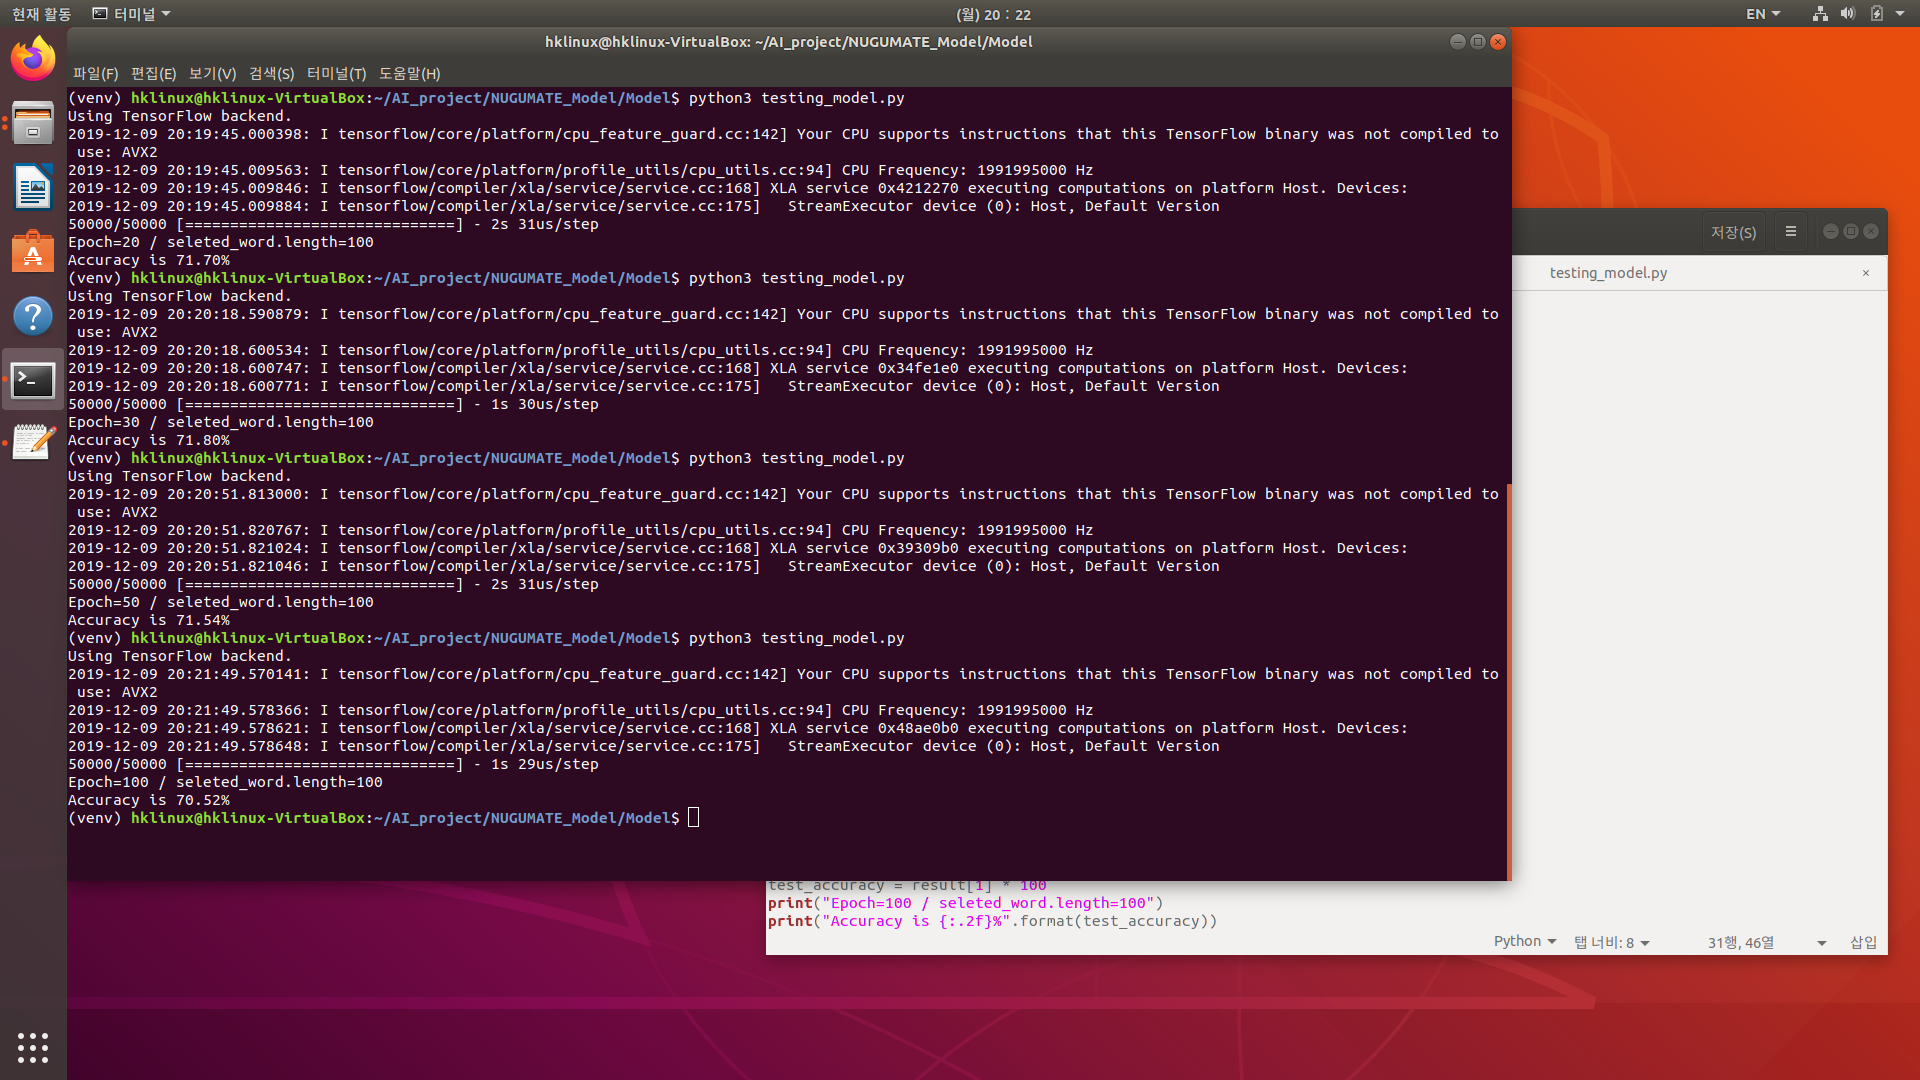 현재 활동 터미널 (월) 20 : 22 EN
hklinux@hklinux-VirtualBox: ~/AI_project/NUGUMATE_Model/Model
파일(F) 편집(E) 보기(V) 검색(S) 터미널(T) 도움말(H)
(venv) hklinux@hklinux-VirtualBox:~/AI_project/NUGUMATE_Model/Model$ python3 testing_model.py
Using TensorFlow backend.
2019-12-09 20:19:45.000398: I tensorflow/core/platform/cpu_feature_guard.cc:142] Your CPU supports instructions that this TensorFlow binary was not compiled to
use: AVX2
2019-12-09 20:19:45.009563: I tensorflow/core/platform/profile_utils/cpu_utils.cc:94] CPU Frequency: 1991995000 Hz
2019-12-09 20:19:45.009846: I tensorflow/compiler/xla/service/service.cc:168] XLA service 0x4212270 executing computations on platform Host. Devices:
2019-12-09 20:19:45.009884: I tensorflow/compiler/xla/service/service.cc:175]   StreamExecutor device (0): Host, Default Version
50000/50000 [==============================] - 2s 31us/step
Epoch=20 / seleted_word.length=100
Accuracy is 71.70%
(venv) hklinux@hklinux-VirtualBox:~/AI_project/NUGUMATE_Model/Model$ python3 testing_model.py
Using TensorFlow backend.
2019-12-09 20:20:18.590879: I tensorflow/core/platform/cpu_feature_guard.cc:142] Your CPU supports instructions that this TensorFlow binary was not compiled to
use: AVX2
2019-12-09 20:20:18.600534: I tensorflow/core/platform/profile_utils/cpu_utils.cc:94] CPU Frequency: 1991995000 Hz
2019-12-09 20:20:18.600747: I tensorflow/compiler/xla/service/service.cc:168] XLA service 0x34fe1e0 executing computations on platform Host. Devices:
2019-12-09 20:20:18.600771: I tensorflow/compiler/xla/service/service.cc:175]   StreamExecutor device (0): Host, Default Version
50000/50000 [==============================] - 1s 30us/step
Epoch=30 / seleted_word.length=100
Accuracy is 71.80%
(venv) hklinux@hklinux-VirtualBox:~/AI_project/NUGUMATE_Model/Model$ python3 testing_model.py
Using TensorFlow backend.
2019-12-09 20:20:51.813000: I tensorflow/core/platform/cpu_feature_guard.cc:142] Your CPU supports instructions that this TensorFlow binary was not compiled to
use: AVX2
2019-12-09 20:20:51.820767: I tensorflow/core/platform/profile_utils/cpu_utils.cc:94] CPU Frequency: 1991995000 Hz
2019-12-09 20:20:51.821024: I tensorflow/compiler/xla/service/service.cc:168] XLA service 0x39309b0 executing computations on platform Host. Devices:
2019-12-09 20:20:51.821046: I tensorflow/compiler/xla/service/service.cc:175]   StreamExecutor device (0): Host, Default Version
50000/50000 [==============================] - 2s 31us/step
Epoch=50 / seleted_word.length=100
Accuracy is 71.54%
(venv) hklinux@hklinux-VirtualBox:~/AI_project/NUGUMATE_Model/Model$ python3 testing_model.py
Using TensorFlow backend.
2019-12-09 20:21:49.570141: I tensorflow/core/platform/cpu_feature_guard.cc:142] Your CPU supports instructions that this TensorFlow binary was not compiled to
use: AVX2
2019-12-09 20:21:49.578366: I tensorflow/core/platform/profile_utils/cpu_utils.cc:94] CPU Frequency: 1991995000 Hz
2019-12-09 20:21:49.578621: I tensorflow/compiler/xla/service/service.cc:168] XLA service 0x48ae0b0 executing computations on platform Host. Devices:
2019-12-09 20:21:49.578648: I tensorflow/compiler/xla/service/service.cc:175]   StreamExecutor device (0): Host, Default Version
50000/50000 [==============================] - 1s 29us/step
Epoch=100 / seleted_word.length=100
Accuracy is 70.52%
(venv) hklinux@hklinux-VirtualBox:~/AI_project/NUGUMATE_Model/Model$
저장(S)
testing_model.py
test_accuracy = result[1] * 100
print("Epoch=100 / seleted_word.length=100")
print("Accuracy is {:.2f}%".format(test_accuracy))
Python 탭 너비: 8 31행, 46열 삽입